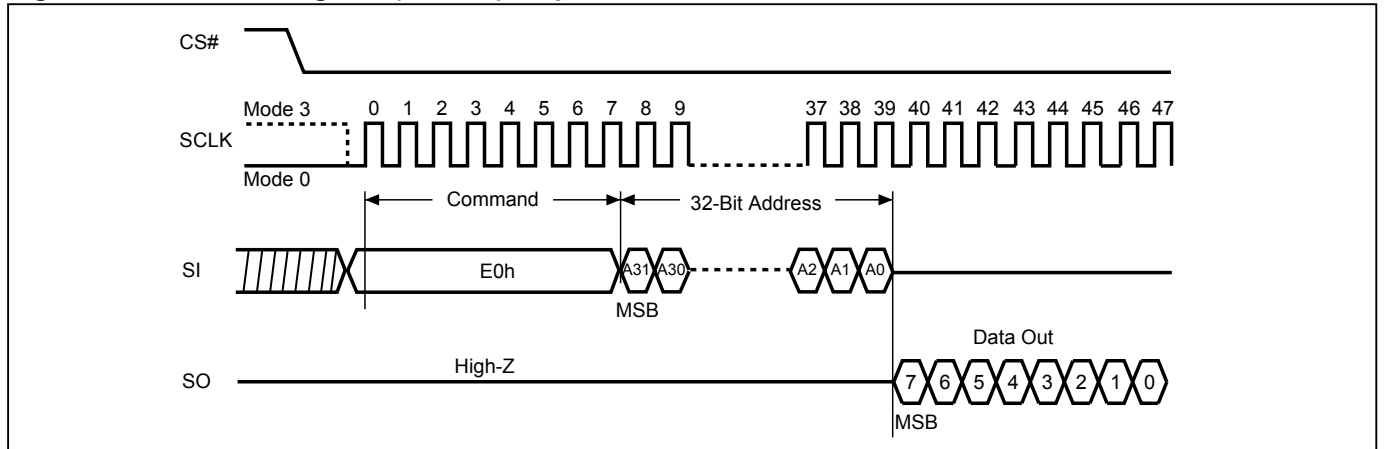 CS#
Mode 3
0 1 2 3 4 5 6 7 8 9 37 38 39 40 41 42 43 44 45 46 47
SCLK
Mode 0
Command
32-Bit Address
SI
E0h
A31 A30 A2 A1 A0
MSB
Data Out
High-Z
SO
7 6 5 4 3 2 1 0
MSB